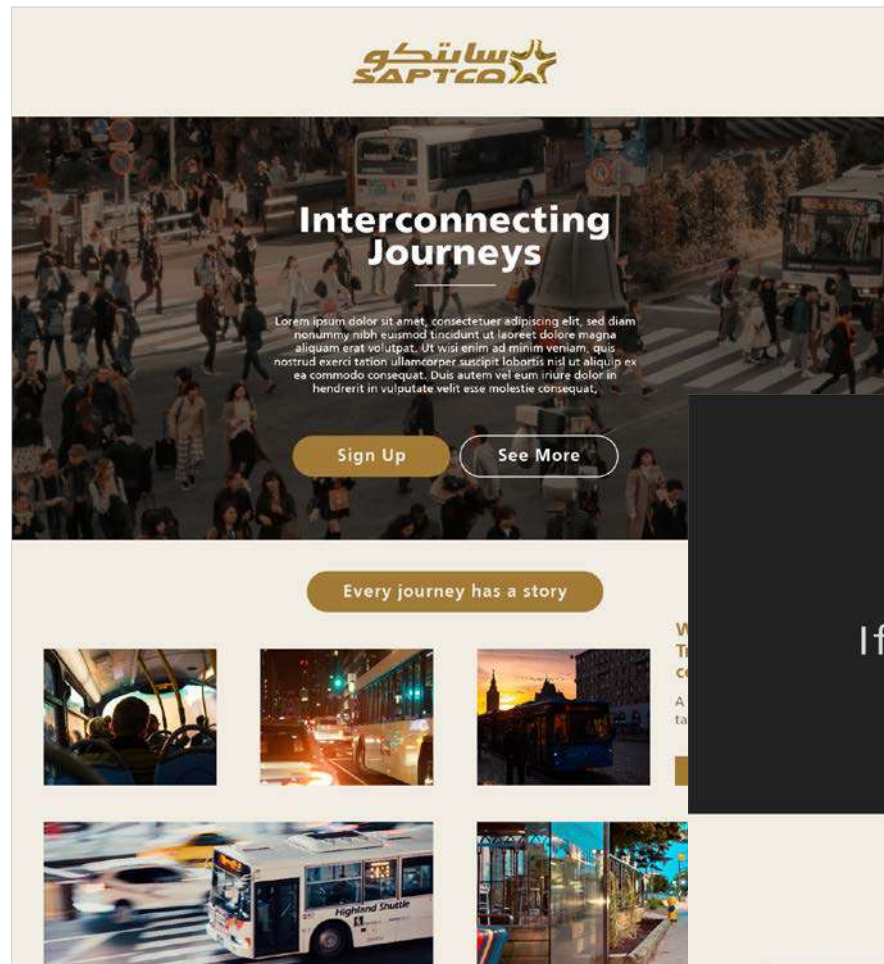 سابتكو
SAPTCO
Interconnecting
Journeys
Lorem ipsum dolor sit amet, consectetuer adipiscing elit, sed diam
nonummy nibh euismod tincidunt ut laoreet dolore magna
aliquam erat volutpat. Ut wisi enim ad minim veniam, quis
nostrud exerci tation ullamcorper suscipit lobortis nisl ut aliquip ex
ea commodo consequat. Duis autem vel eum iriure dolor in
hendrerit in vulputate velit esse molestie consequat,
Sign Up
See More
Every journey has a story
If
A
Highland Shuttle